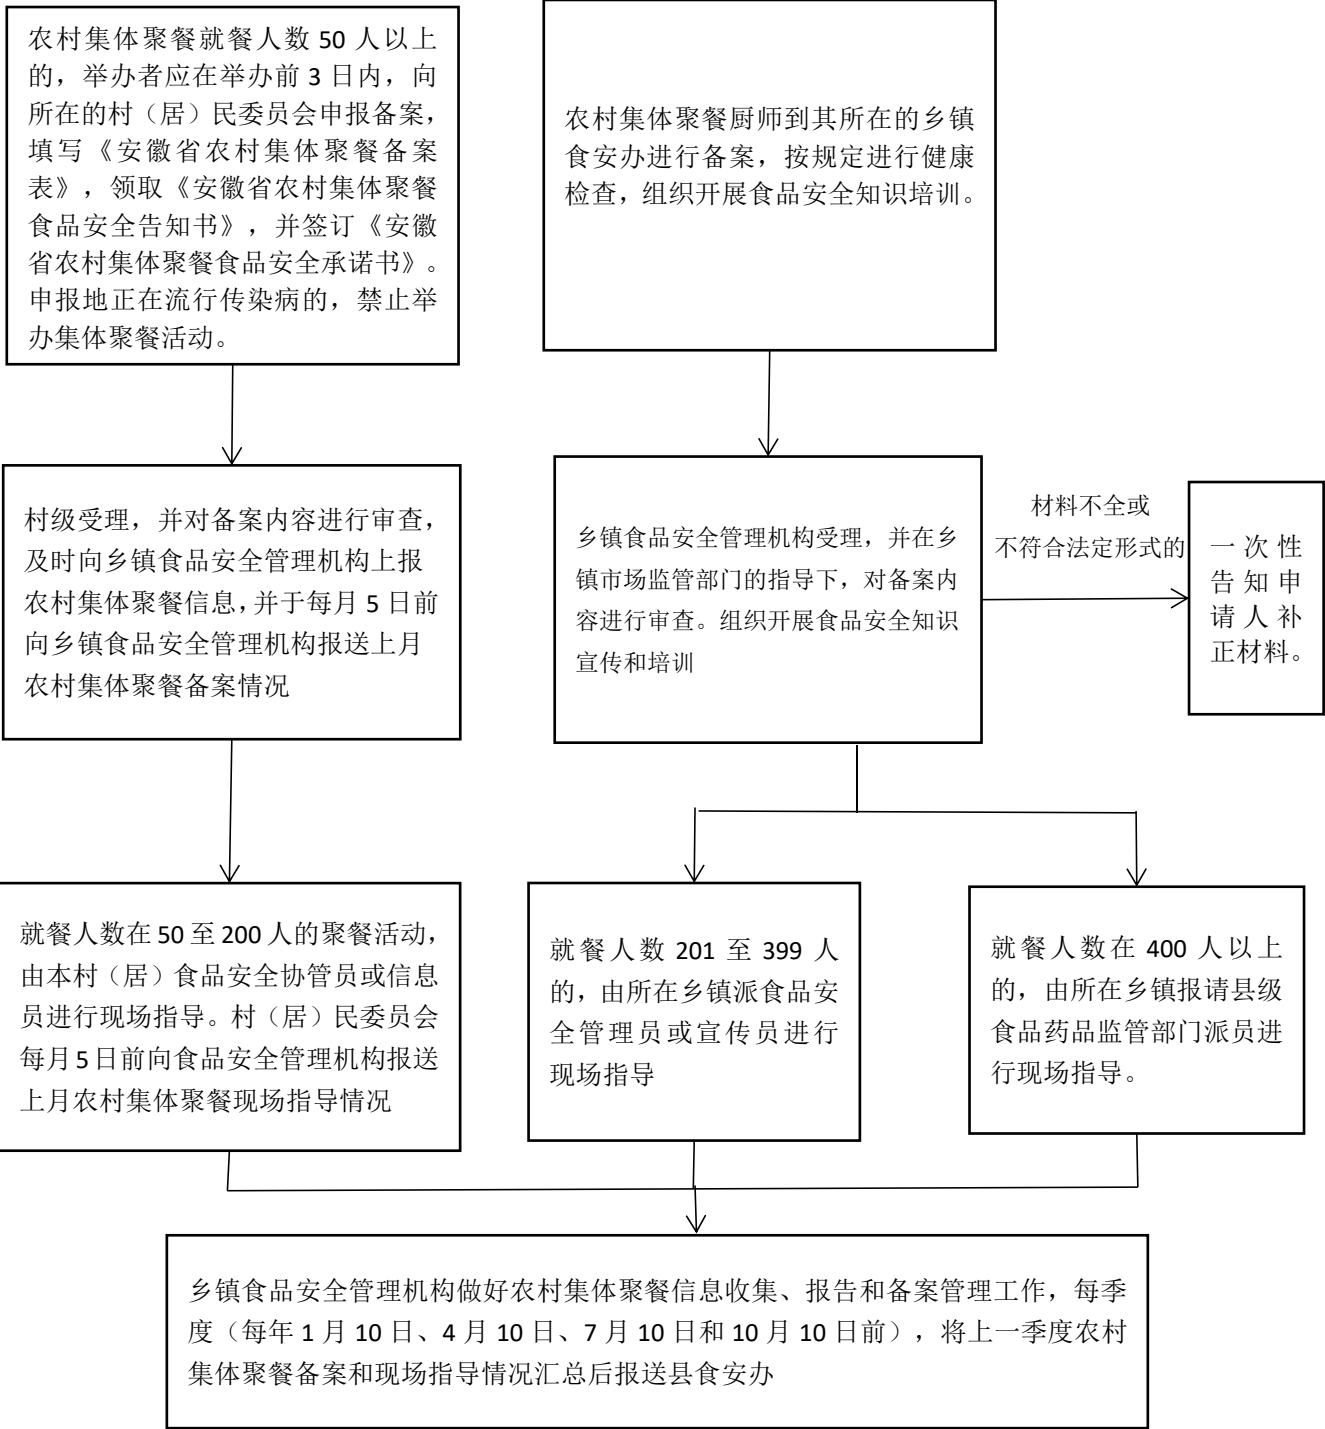 农村集体聚餐就餐人数 50 人以上
的，举办者应在举办前 3 日内，向
所在的村（居）民委员会申报备案，
填写《安徽省农村集体聚餐备案
表》，领取《安徽省农村集体聚餐
食品安全告知书》，并签订《安徽
省农村集体聚餐食品安全承诺书》。
申报地正在流行传染病的，禁止举
办集体聚餐活动。
农村集体聚餐厨师到其所在的乡镇
食安办进行备案，按规定进行健康
检查，组织开展食品安全知识培训。
村级受理，并对备案内容进行审查，
及时向乡镇食品安全管理机构上报
农村集体聚餐信息，并于每月 5 日前
向乡镇食品安全管理机构报送上月
农村集体聚餐备案情况
乡镇食品安全管理机构受理，并在乡
镇市场监管部门的指导下，对备案内
容进行审查。组织开展食品安全知识
宣传和培训
材料不全或
不符合法定形式的
一次性
告知申
请人补
正材料。
就餐人数在 50 至 200 人的聚餐活动，
由本村（居）食品安全协管员或信息
员进行现场指导。村（居）民委员会
每月 5 日前向食品安全管理机构报送
上月农村集体聚餐现场指导情况
就餐人数 201 至 399 人
的，由所在乡镇派食品安
全管理员或宣传员进行
现场指导
就餐人数在 400 人以上
的，由所在乡镇报请县级
食品药品监管部门派员进
行现场指导。
乡镇食品安全管理机构做好农村集体聚餐信息收集、报告和备案管理工作，每季
度（每年 1 月 10 日、4 月 10 日、7 月 10 日和 10 月 10 日前），将上一季度农村
集体聚餐备案和现场指导情况汇总后报送县食安办